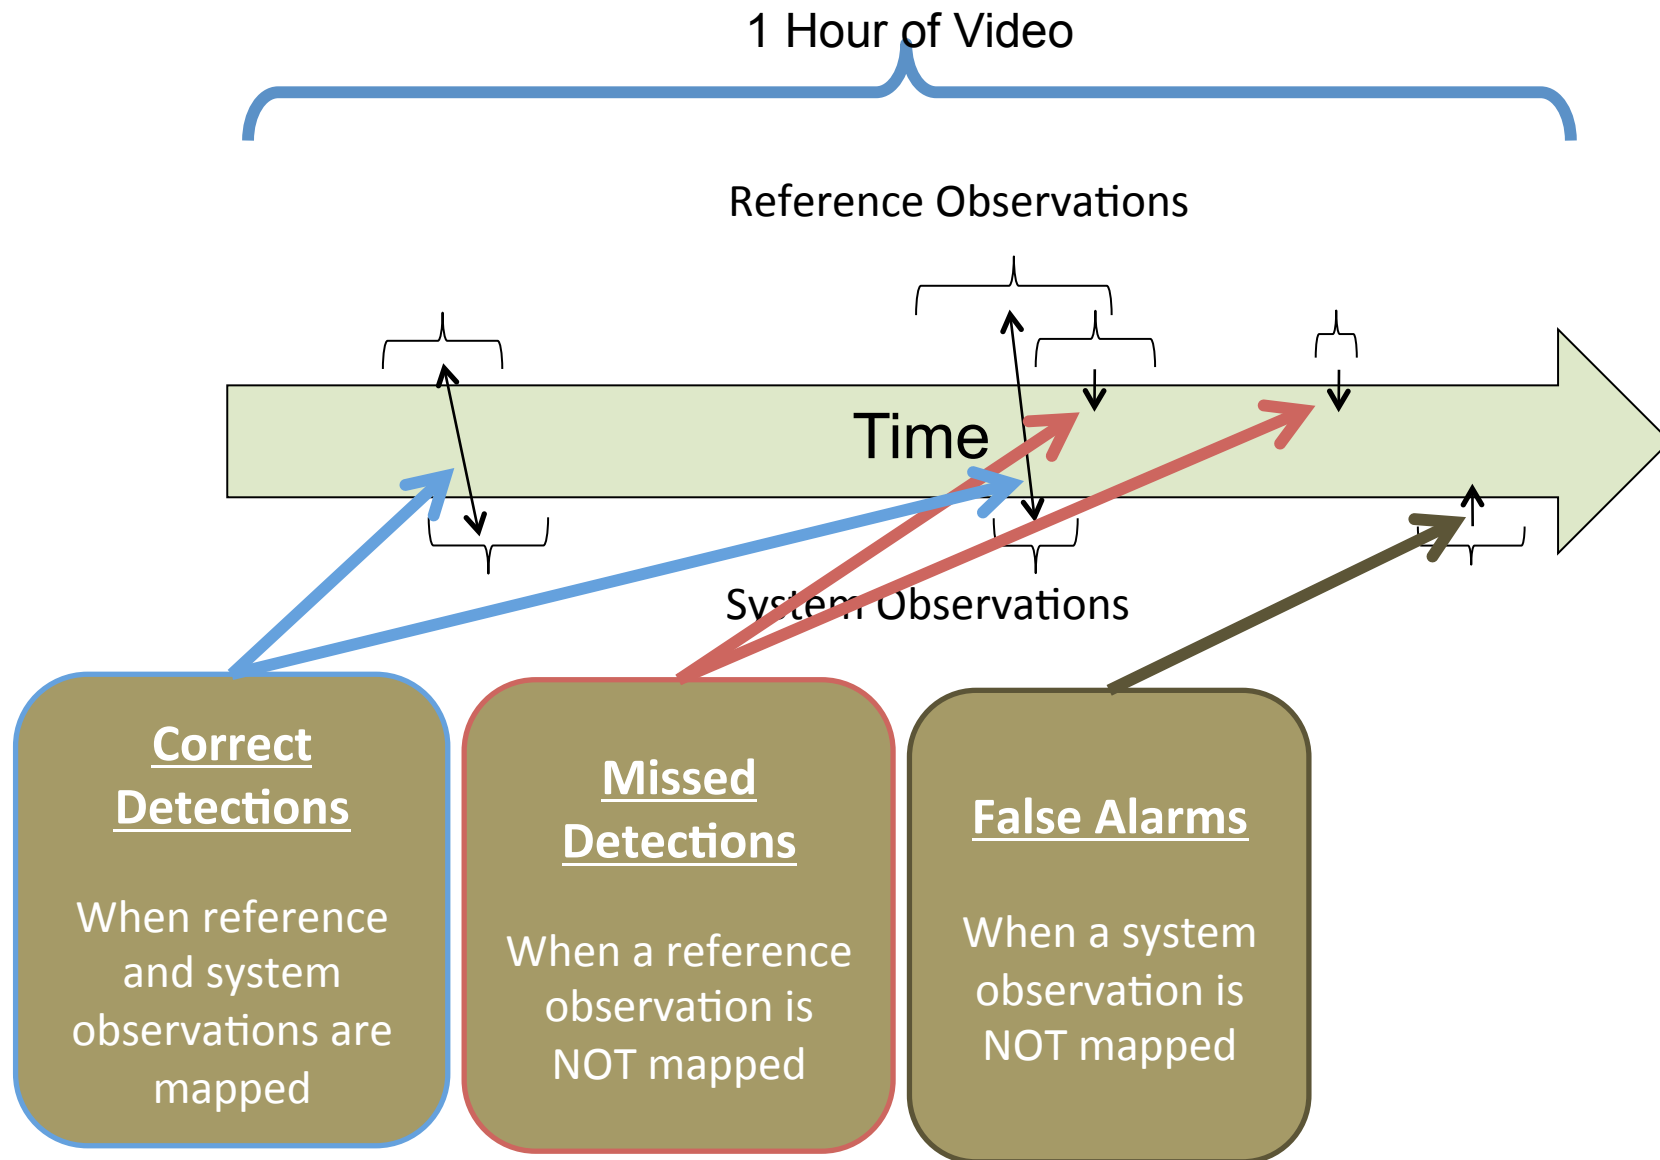 1 Hour of Video
Reference Observations
Time
System Observations
Correct
Detections
When reference
and system
observations are
mapped
Missed
Detections
When a reference
observation is
NOT mapped
False Alarms
When a system
observation is
NOT mapped